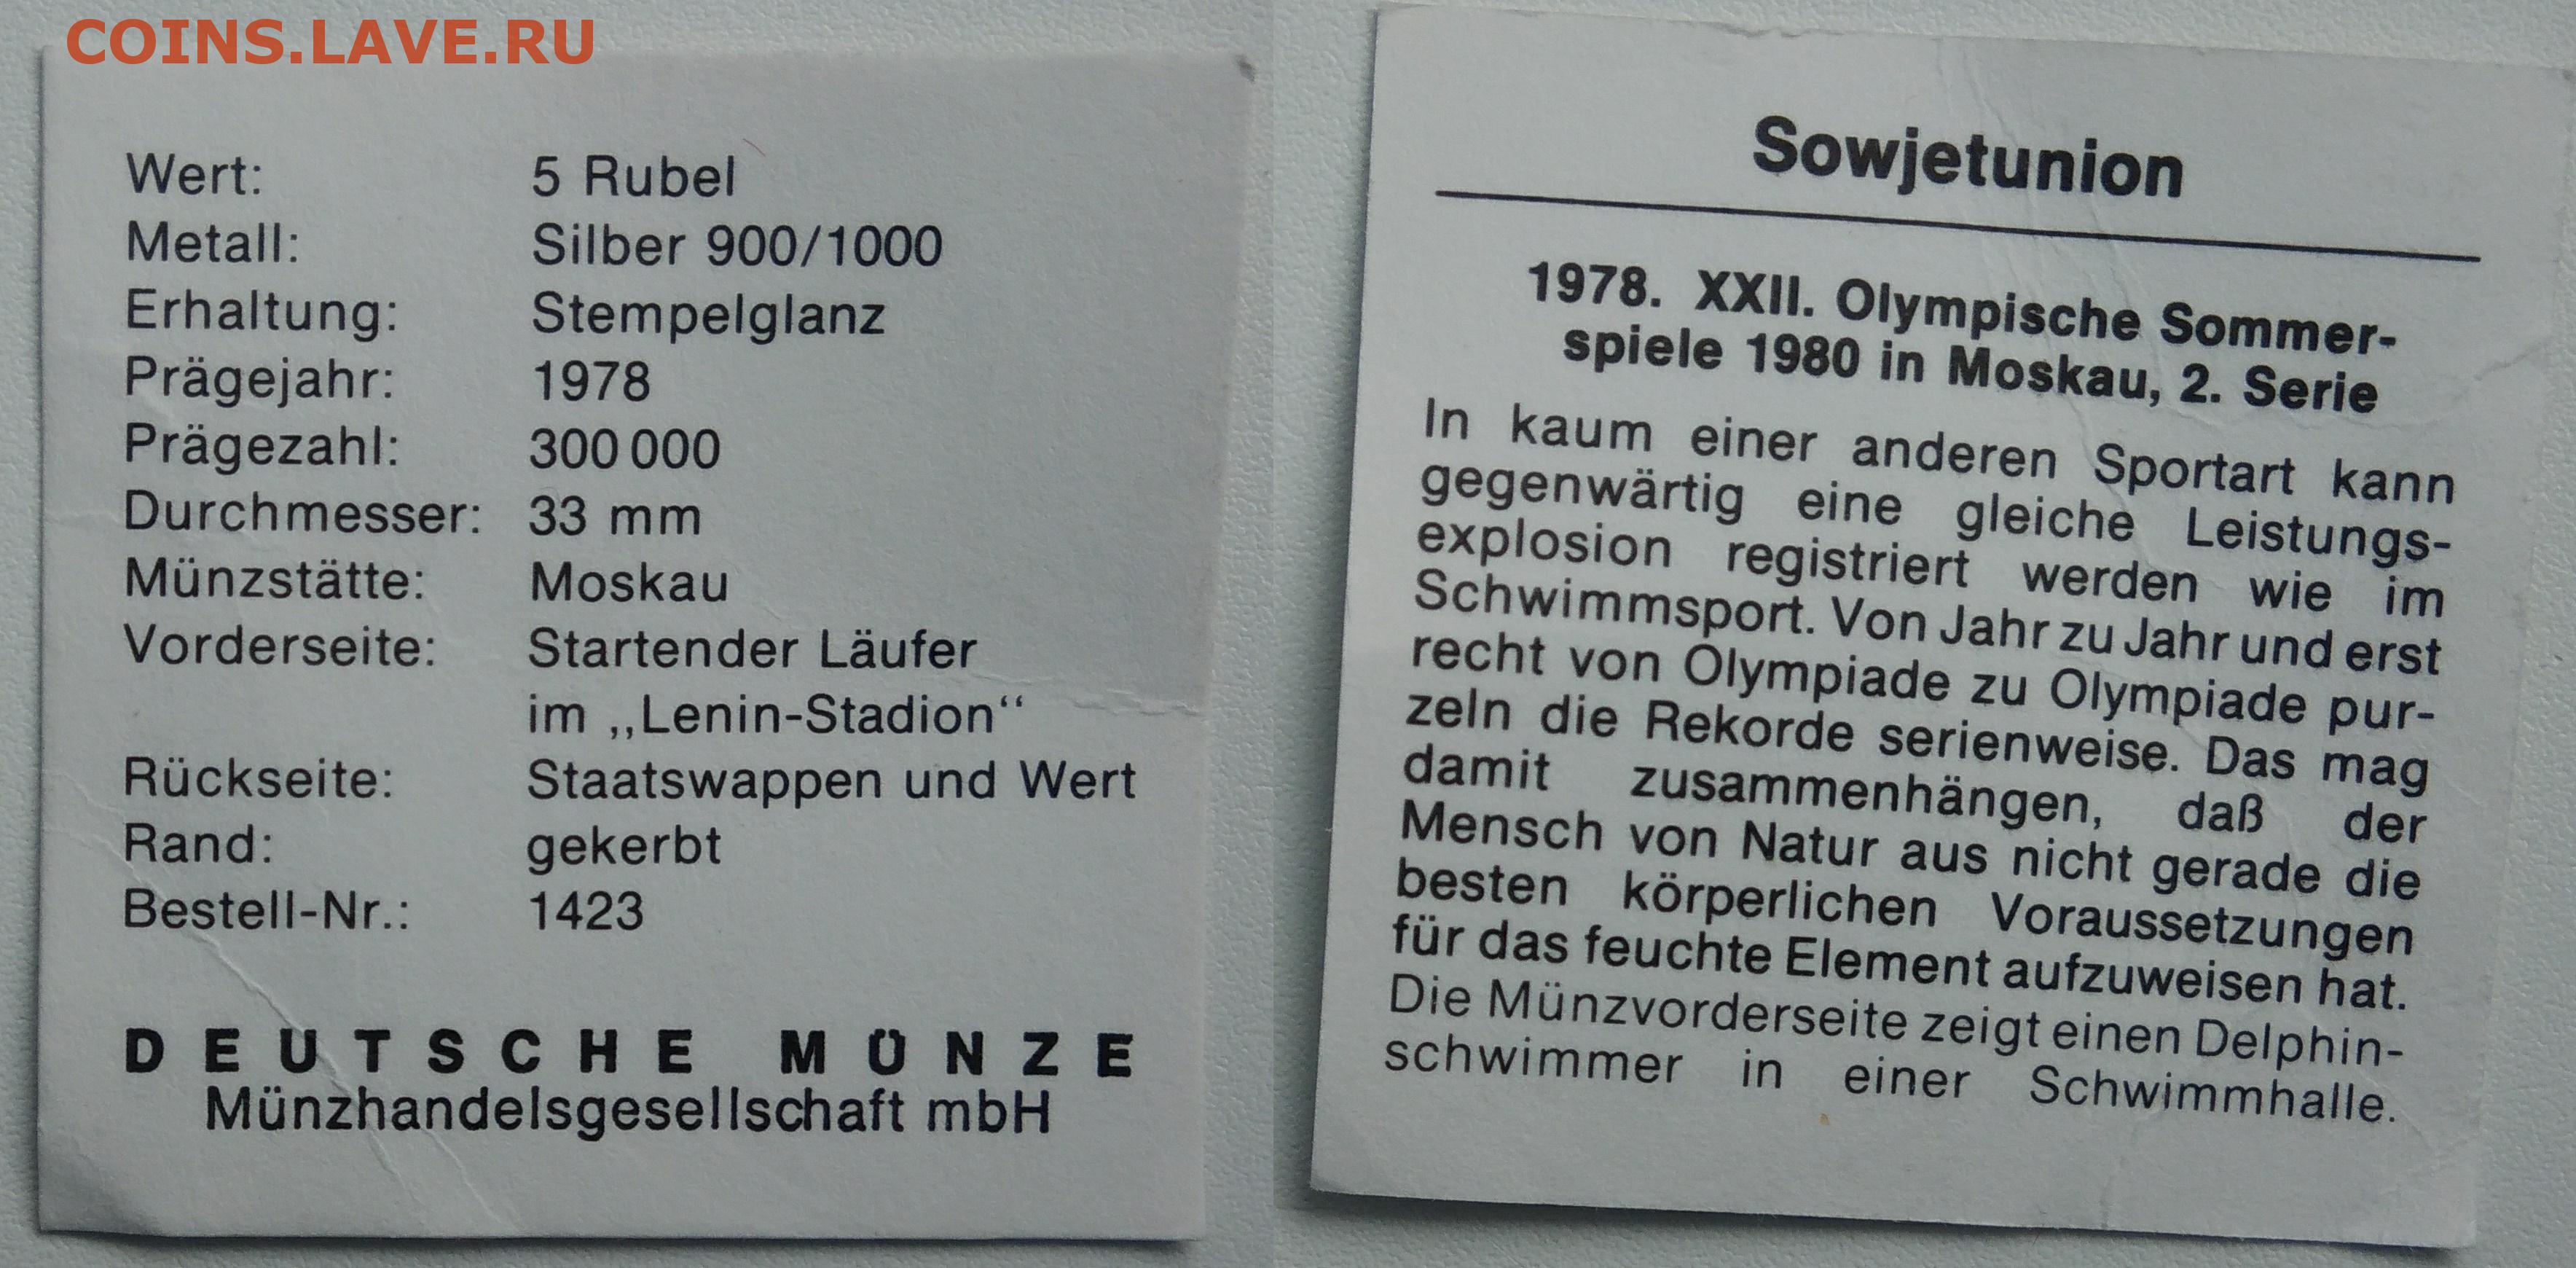 COINS.LAVE.RU
Wert: 5 Rubel
Metall: Silber 900/1000
Erhaltung: Stempelglanz
Prägejahr: 1978
Prägezahl: 300 000
Durchmesser: 33 mm
Münzstätte: Moskau
Vorderseite: Startender Läufer
im „Lenin-Stadion“
Rückseite: Staatswappen und Wert
Rand: gekerbt
Bestell-Nr.: 1423
DEUTSCHE MÜNZE
Münzhandelsgesellschaft mbH
Sowjetunion
1978. XXII. Olympische Sommer-
spiele 1980 in Moskau, 2. Serie
In kaum einer anderen Sportart kann
gegenwärtig eine gleiche Leistungs-
explosion registriert werden wie im
Schwimmsport. Von Jahr zu Jahr und erst
recht von Olympiade zu Olympiade pur-
zeln die Rekorde serienweise. Das mag
damit zusammenhängen, daß der
Mensch von Natur aus nicht gerade die
besten körperlichen Voraussetzungen
für das feuchte Element aufzuweisen hat.
Die Münzvorderseite zeigt einen Delphin-
schwimmer in einer Schwimmhalle.